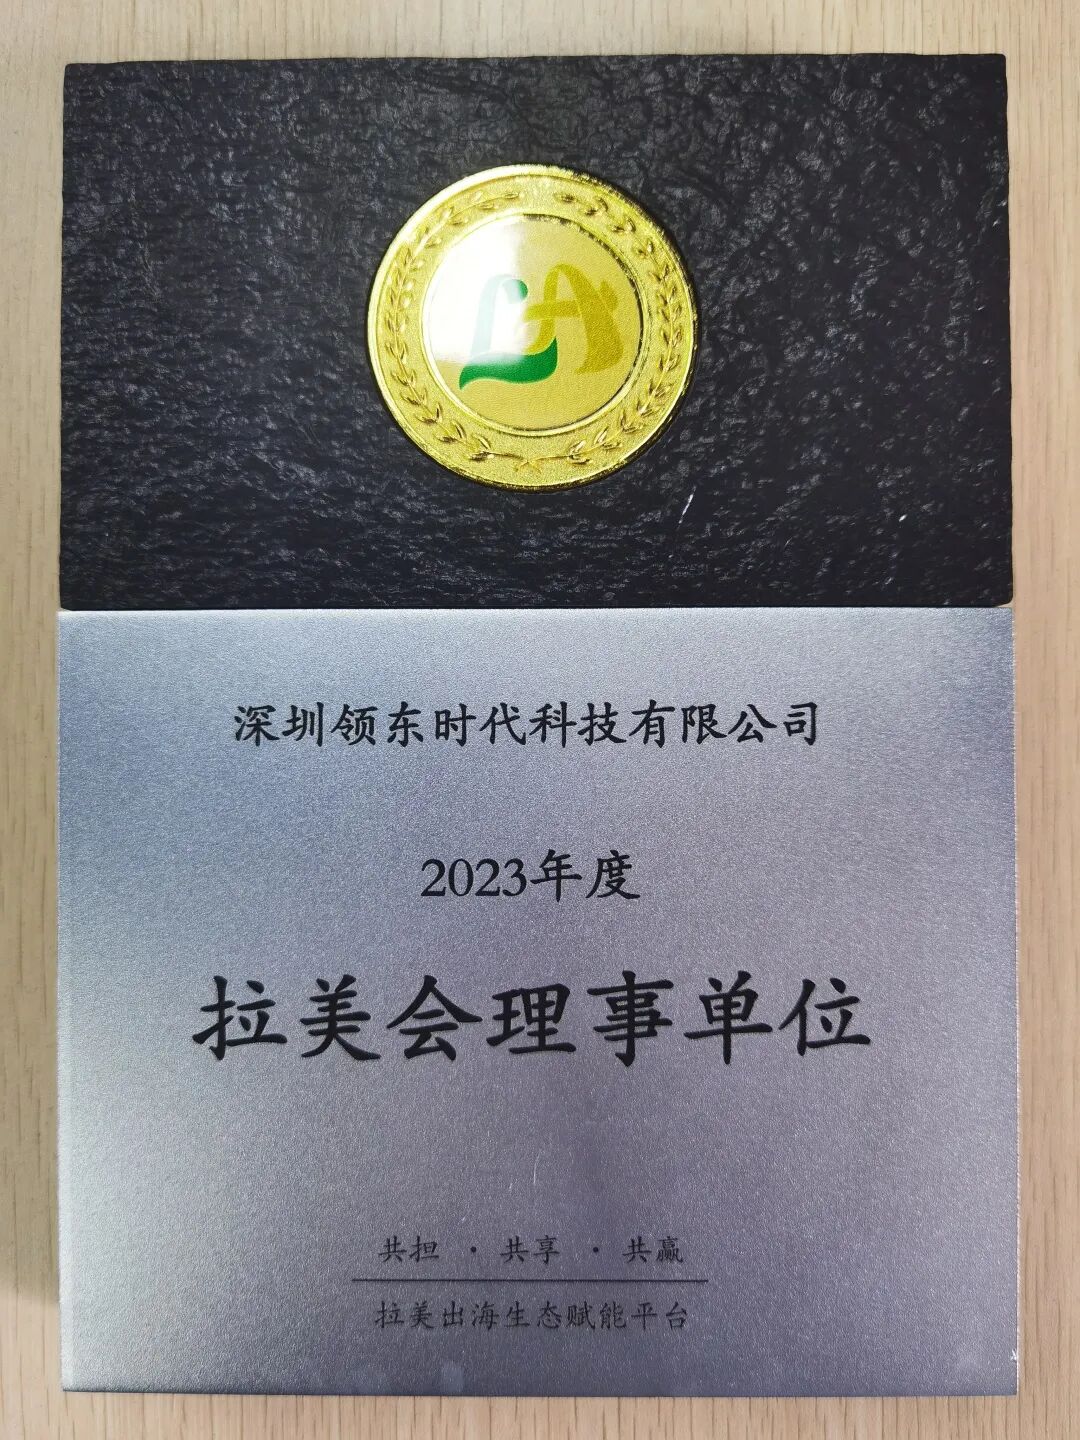 LA
深圳领东时代科技有限公司
2023年度
拉美会理事单位
共担 · 共享 · 共赢
拉美出海生态赋能平台